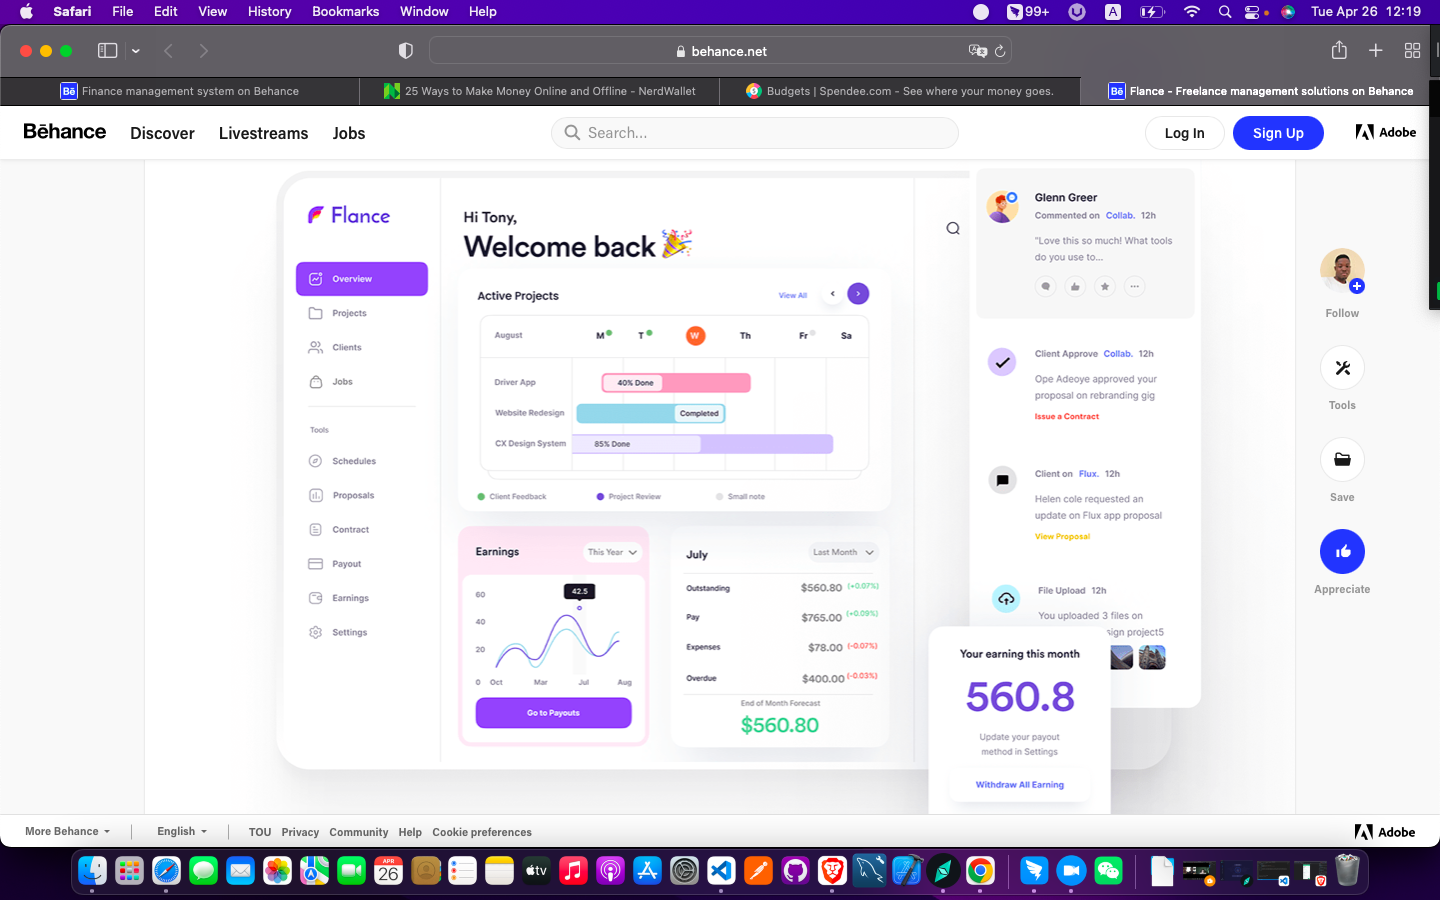 Safari File Edit View History Bookmarks Window Help
99+ A Tue Apr 26 12:19
behance.net
Bē Finance management system on Behance
25 Ways to Make Money Online and Offline - NerdWallet
Budgets | Spendee.com - See where your money goes.
Bē Flance - Freelance management solutions on Behance
Bēhance Discover Livestreams Jobs
Search...
Log In Sign Up Adobe
Flance
Overview
Projects
Clients
Jobs
Tools
Schedules
Proposals
Contract
Payout
Earnings
Settings
Hi Tony,
Welcome back
Active Projects View All
August M T W Th Fr Sa
Driver App 40% Done
Website Redesign Completed
CX Design System 85% Done
Client Feedback Project Review Small note
Earnings This Year
42.5
60
40
20
0 Oct Mar Jul Aug
Go to Payouts
July Last Month
Outstanding $560.80 (+0.07%)
Pay $765.00 (+0.09%)
Expenses $78.00 (-0.07%)
Overdue $400.00 (-0.03%)
End of Month Forecast
$560.80
Glenn Greer
Commented on Collab. 12h
"Love this so much! What tools
do you use to...
Client Approve Collab. 12h
Ope Adeoye approved your
proposal on rebranding gig
Issue a Contract
Client on Flux. 12h
Helen cole requested an
update on Flux app proposal
View Proposal
File Upload 12h
You uploaded 3 files on
sign project5
Your earning this month
560.8
Update your payout
method in Settings
Withdraw All Earning
Follow
Tools
Save
Appreciate
More Behance English TOU Privacy Community Help Cookie preferences
Adobe
APR
26
tv